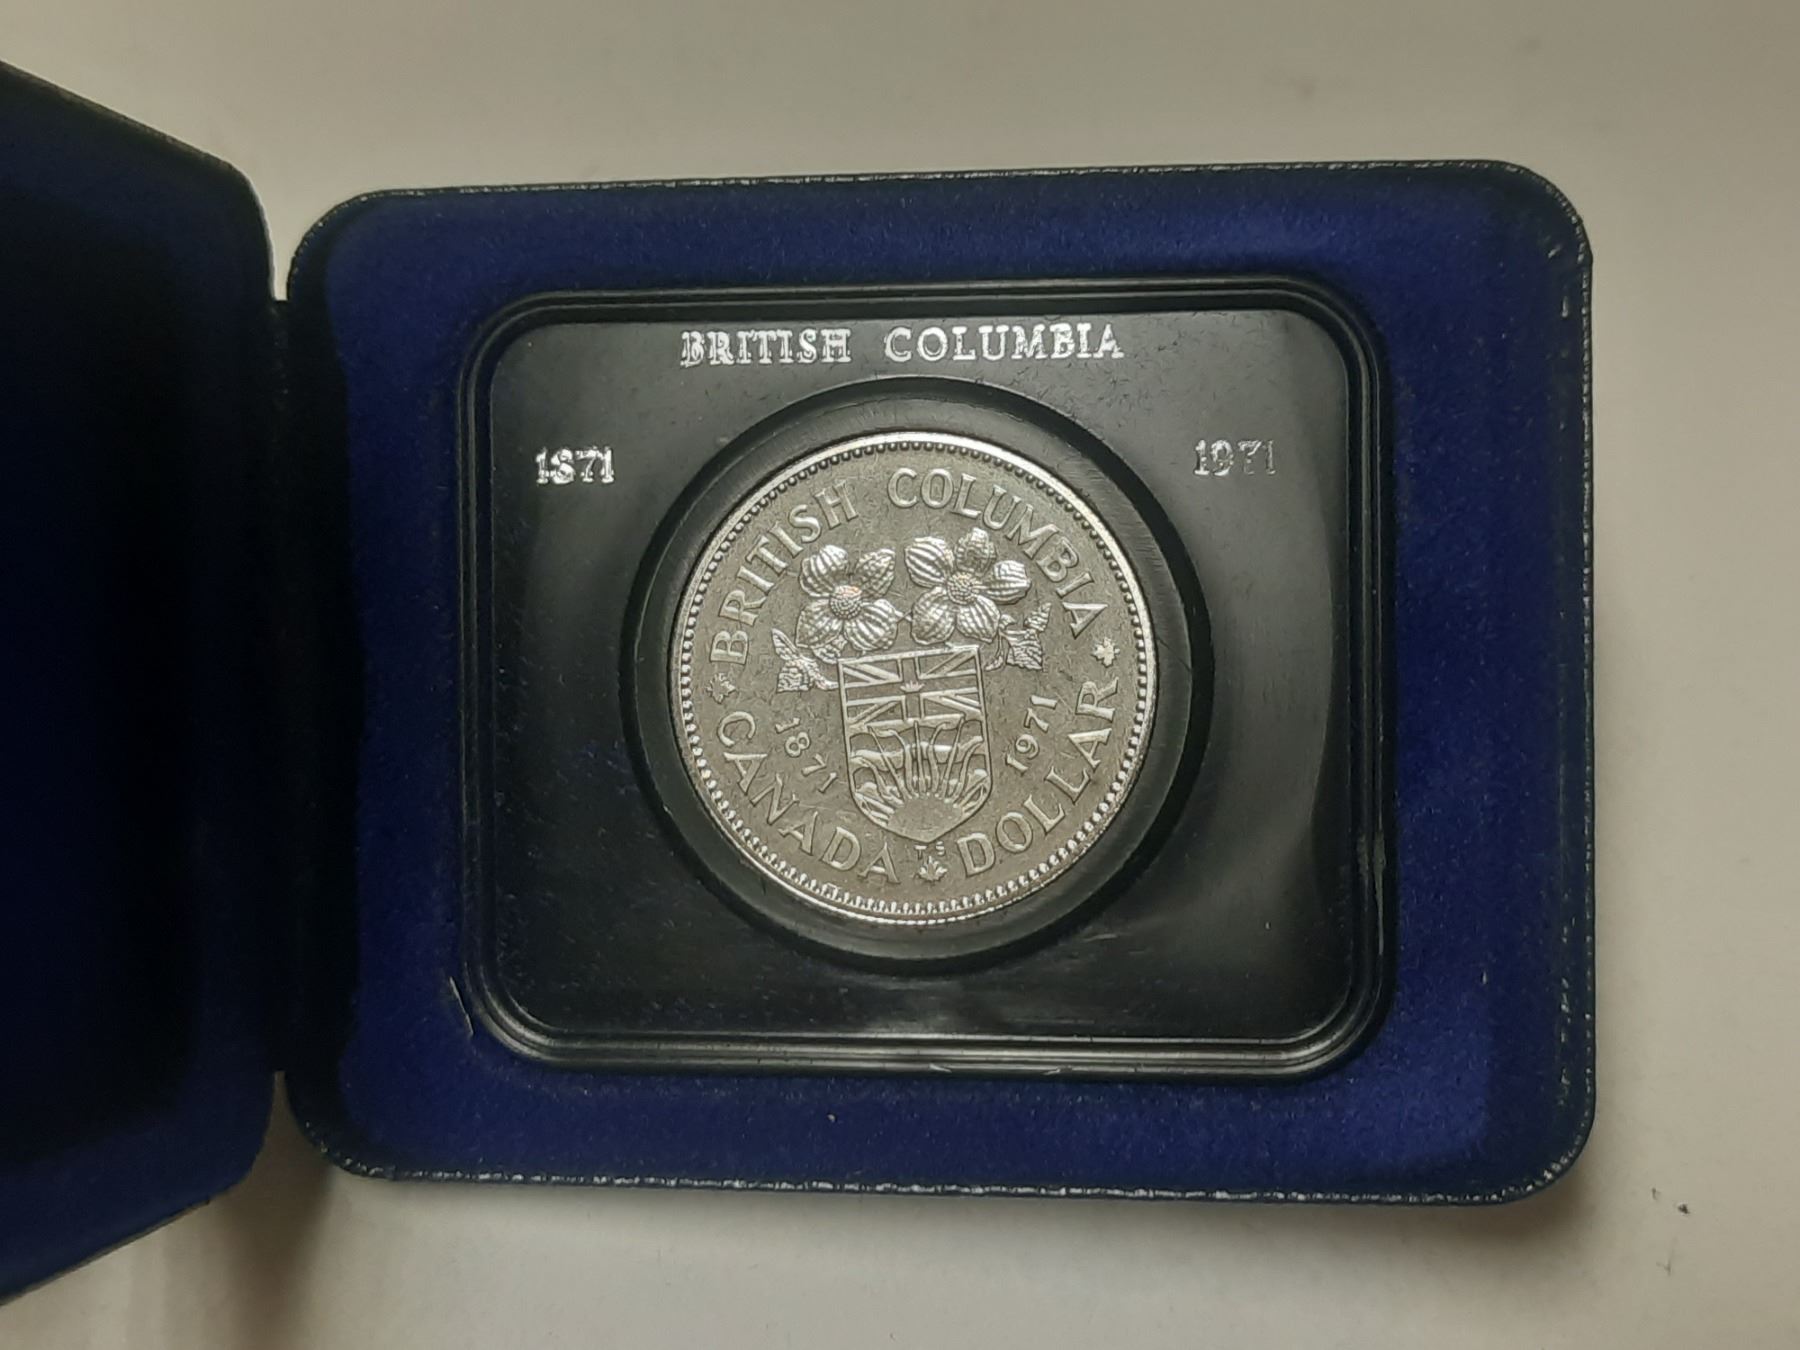 BRITISH COLUMBIA
1871 1971
BRITISH COLUMBIA
1871 1971
CANADA DOLLAR
T S